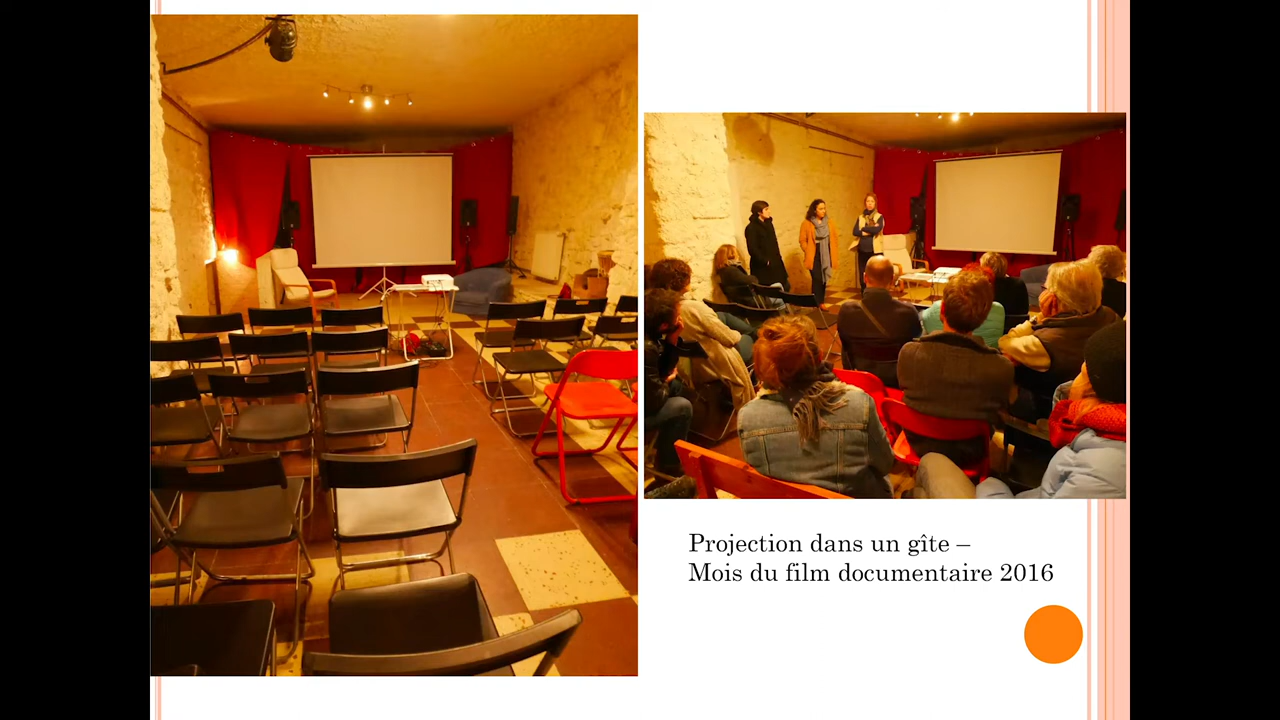 Projection dans un gîte –
Mois du film documentaire 2016